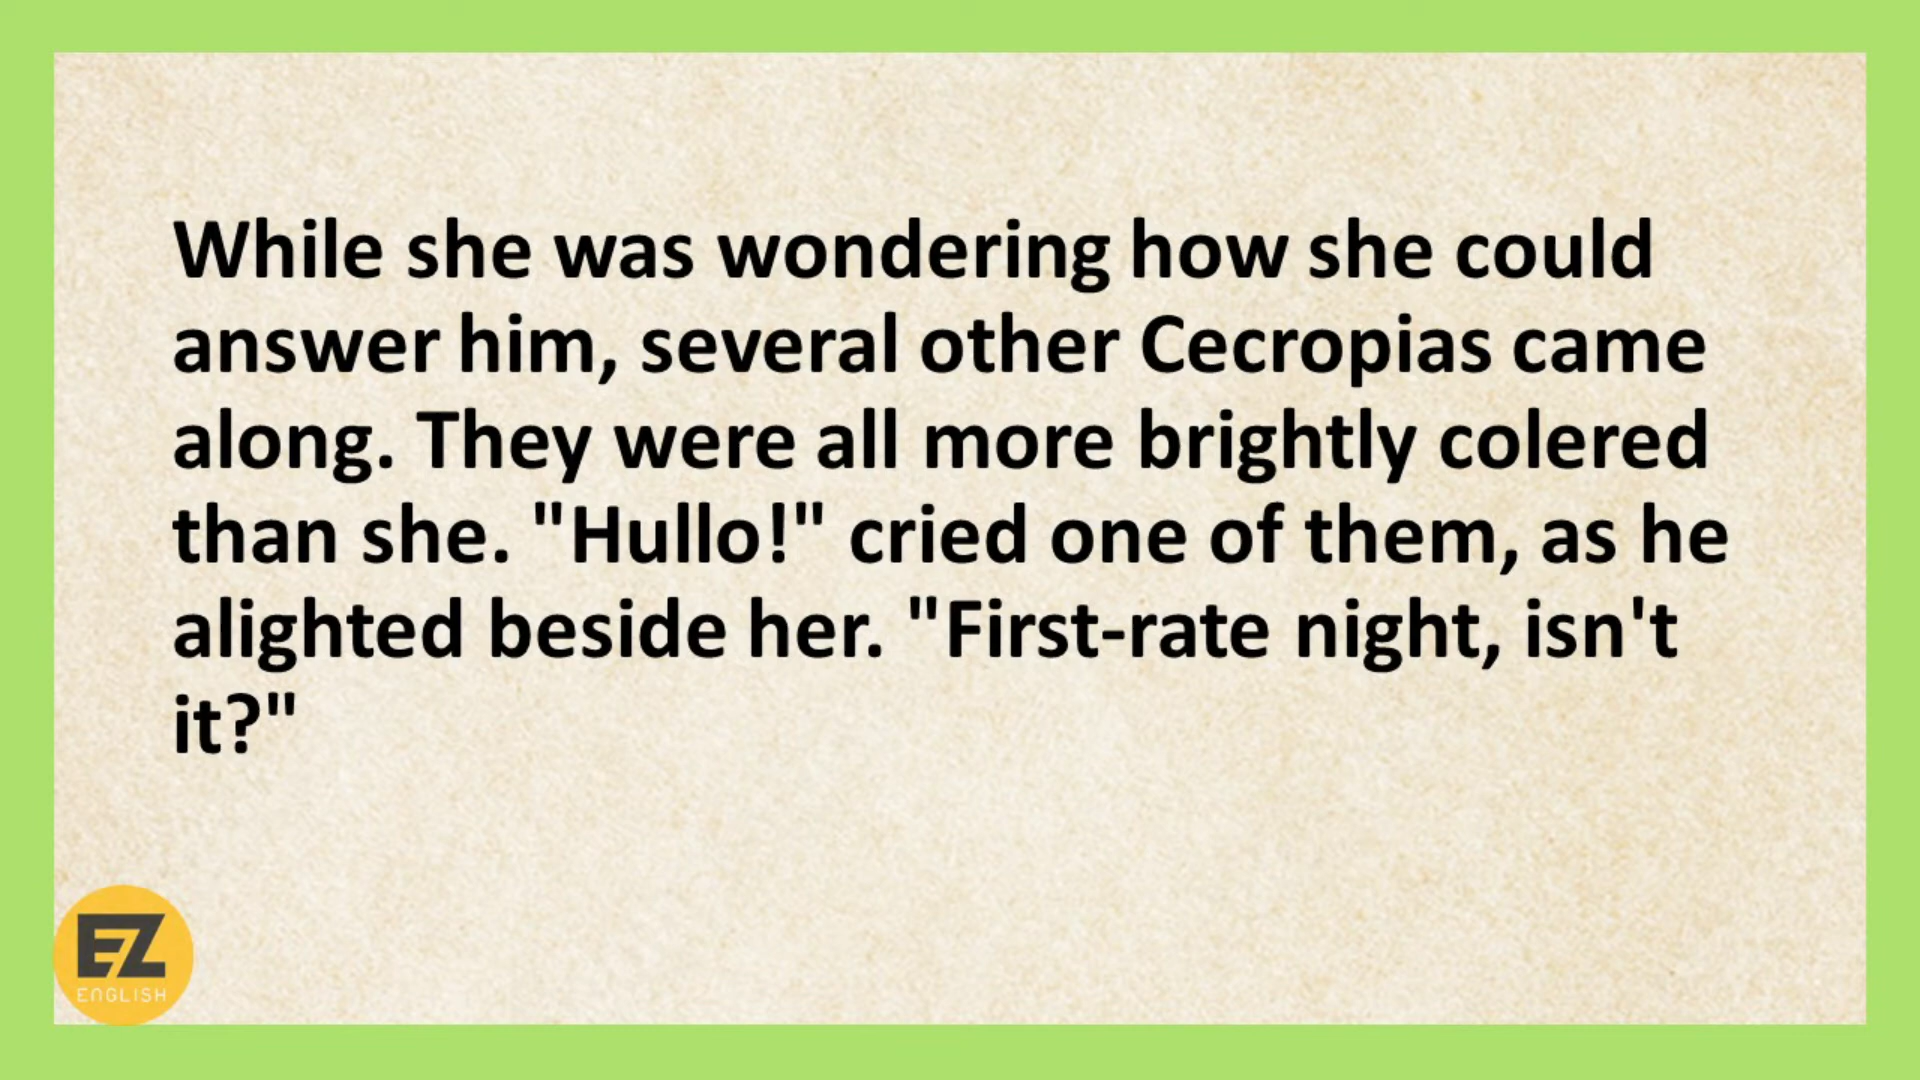 While she was wondering how she could
answer him, several other Cecropias came
along. They were all more brightly colered
than she. "Hullo!" cried one of them, as he
alighted beside her. "First-rate night, isn't
it?"
EZ
ENGLISH